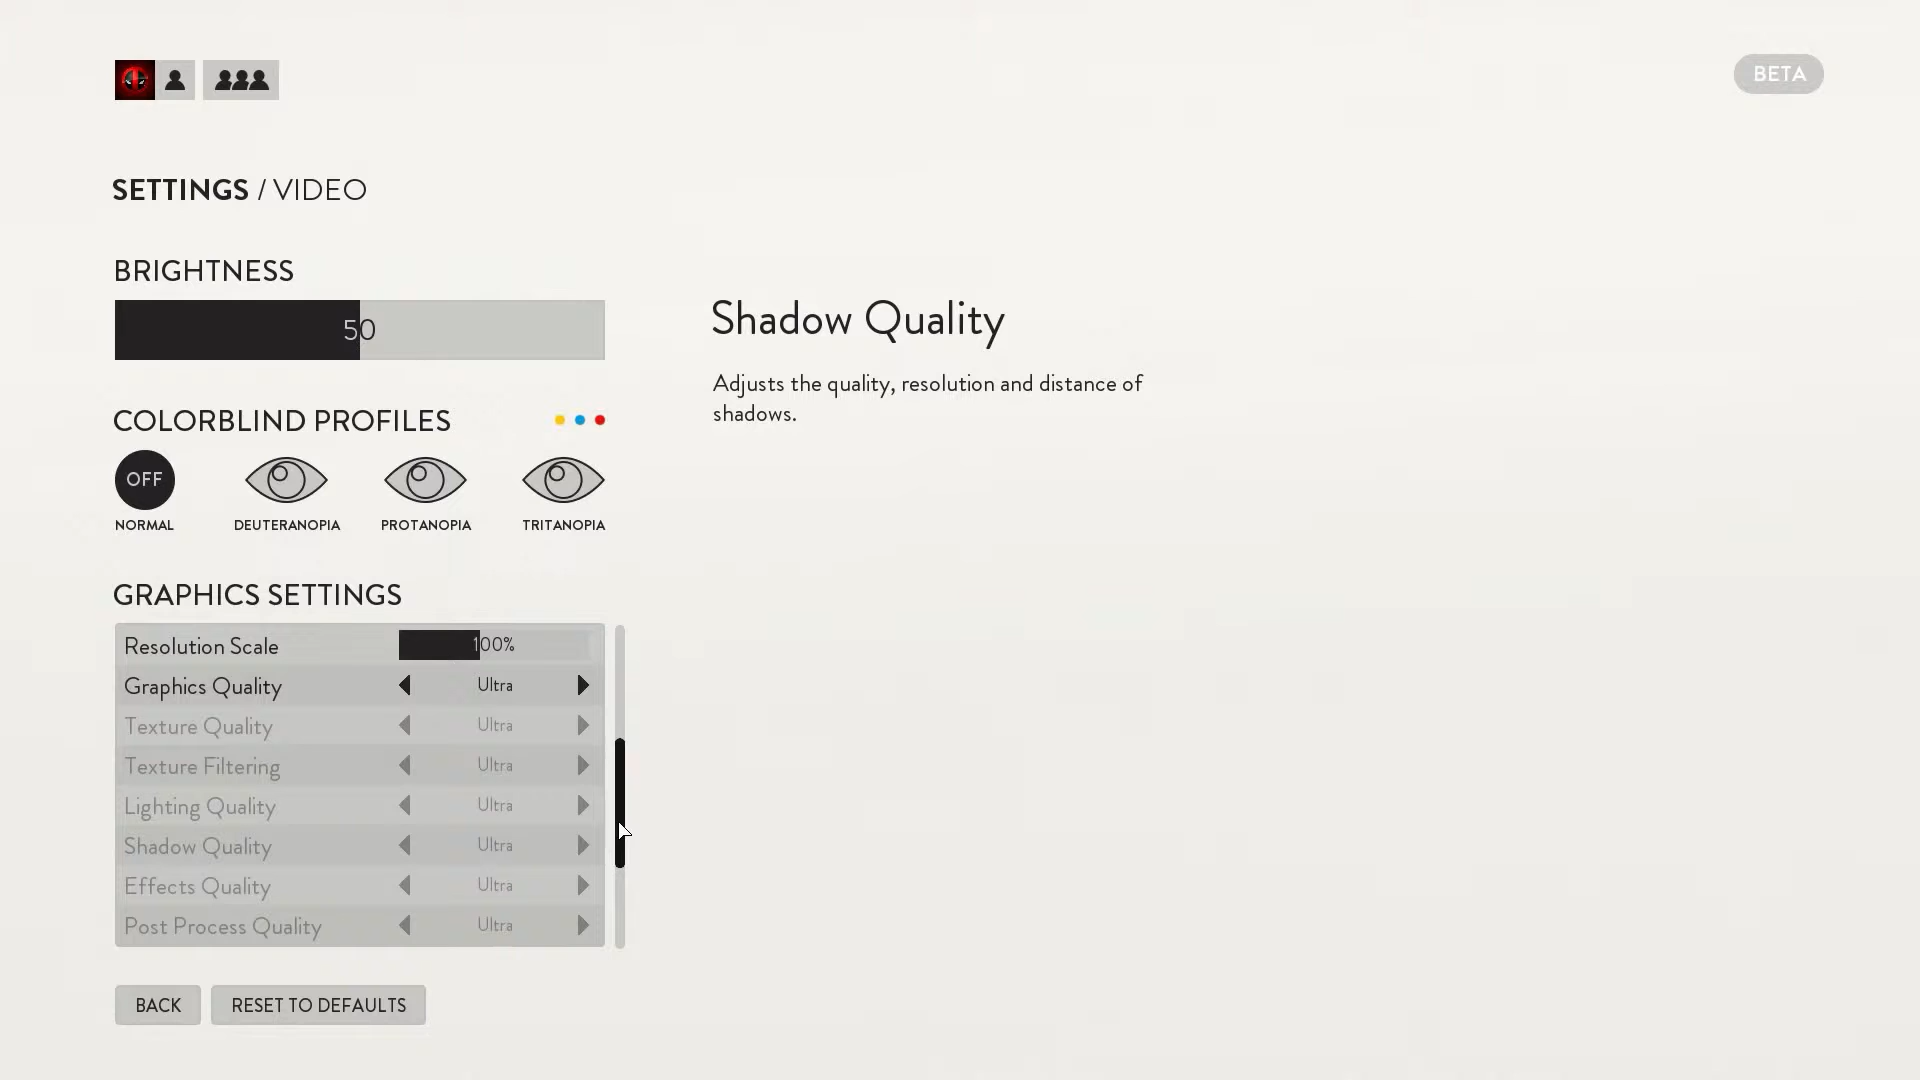 BETA
SETTINGS / VIDEO
BRIGHTNESS
50
COLORBLIND PROFILES
OFF
NORMAL DEUTERANOPIA PROTANOPIA TRITANOPIA
GRAPHICS SETTINGS
Resolution Scale 100%
Graphics Quality Ultra
Texture Quality Ultra
Texture Filtering Ultra
Lighting Quality Ultra
Shadow Quality Ultra
Effects Quality Ultra
Post Process Quality Ultra
BACK RESET TO DEFAULTS
Shadow Quality
Adjusts the quality, resolution and distance of
shadows.